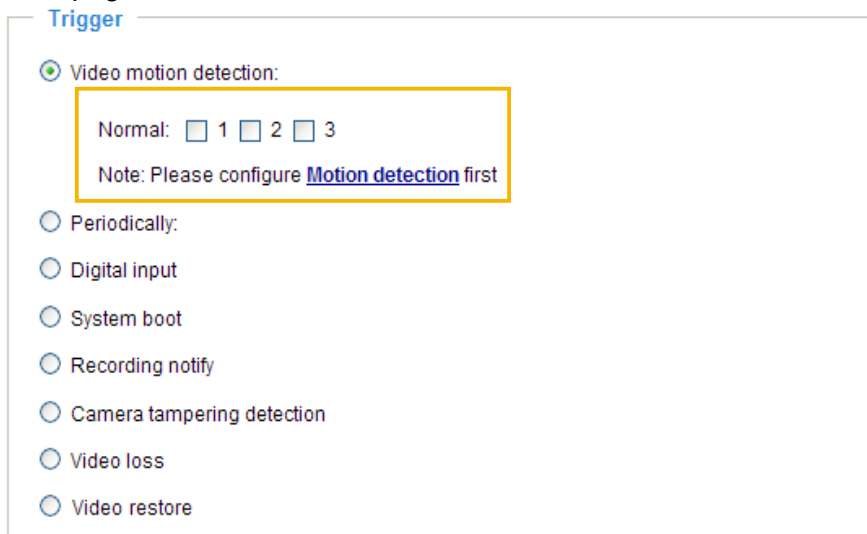 Trigger
Video motion detection:
Normal: 1 2 3
Note: Please configure Motion detection first
Periodically:
Digital input
System boot
Recording notify
Camera tampering detection
Video loss
Video restore